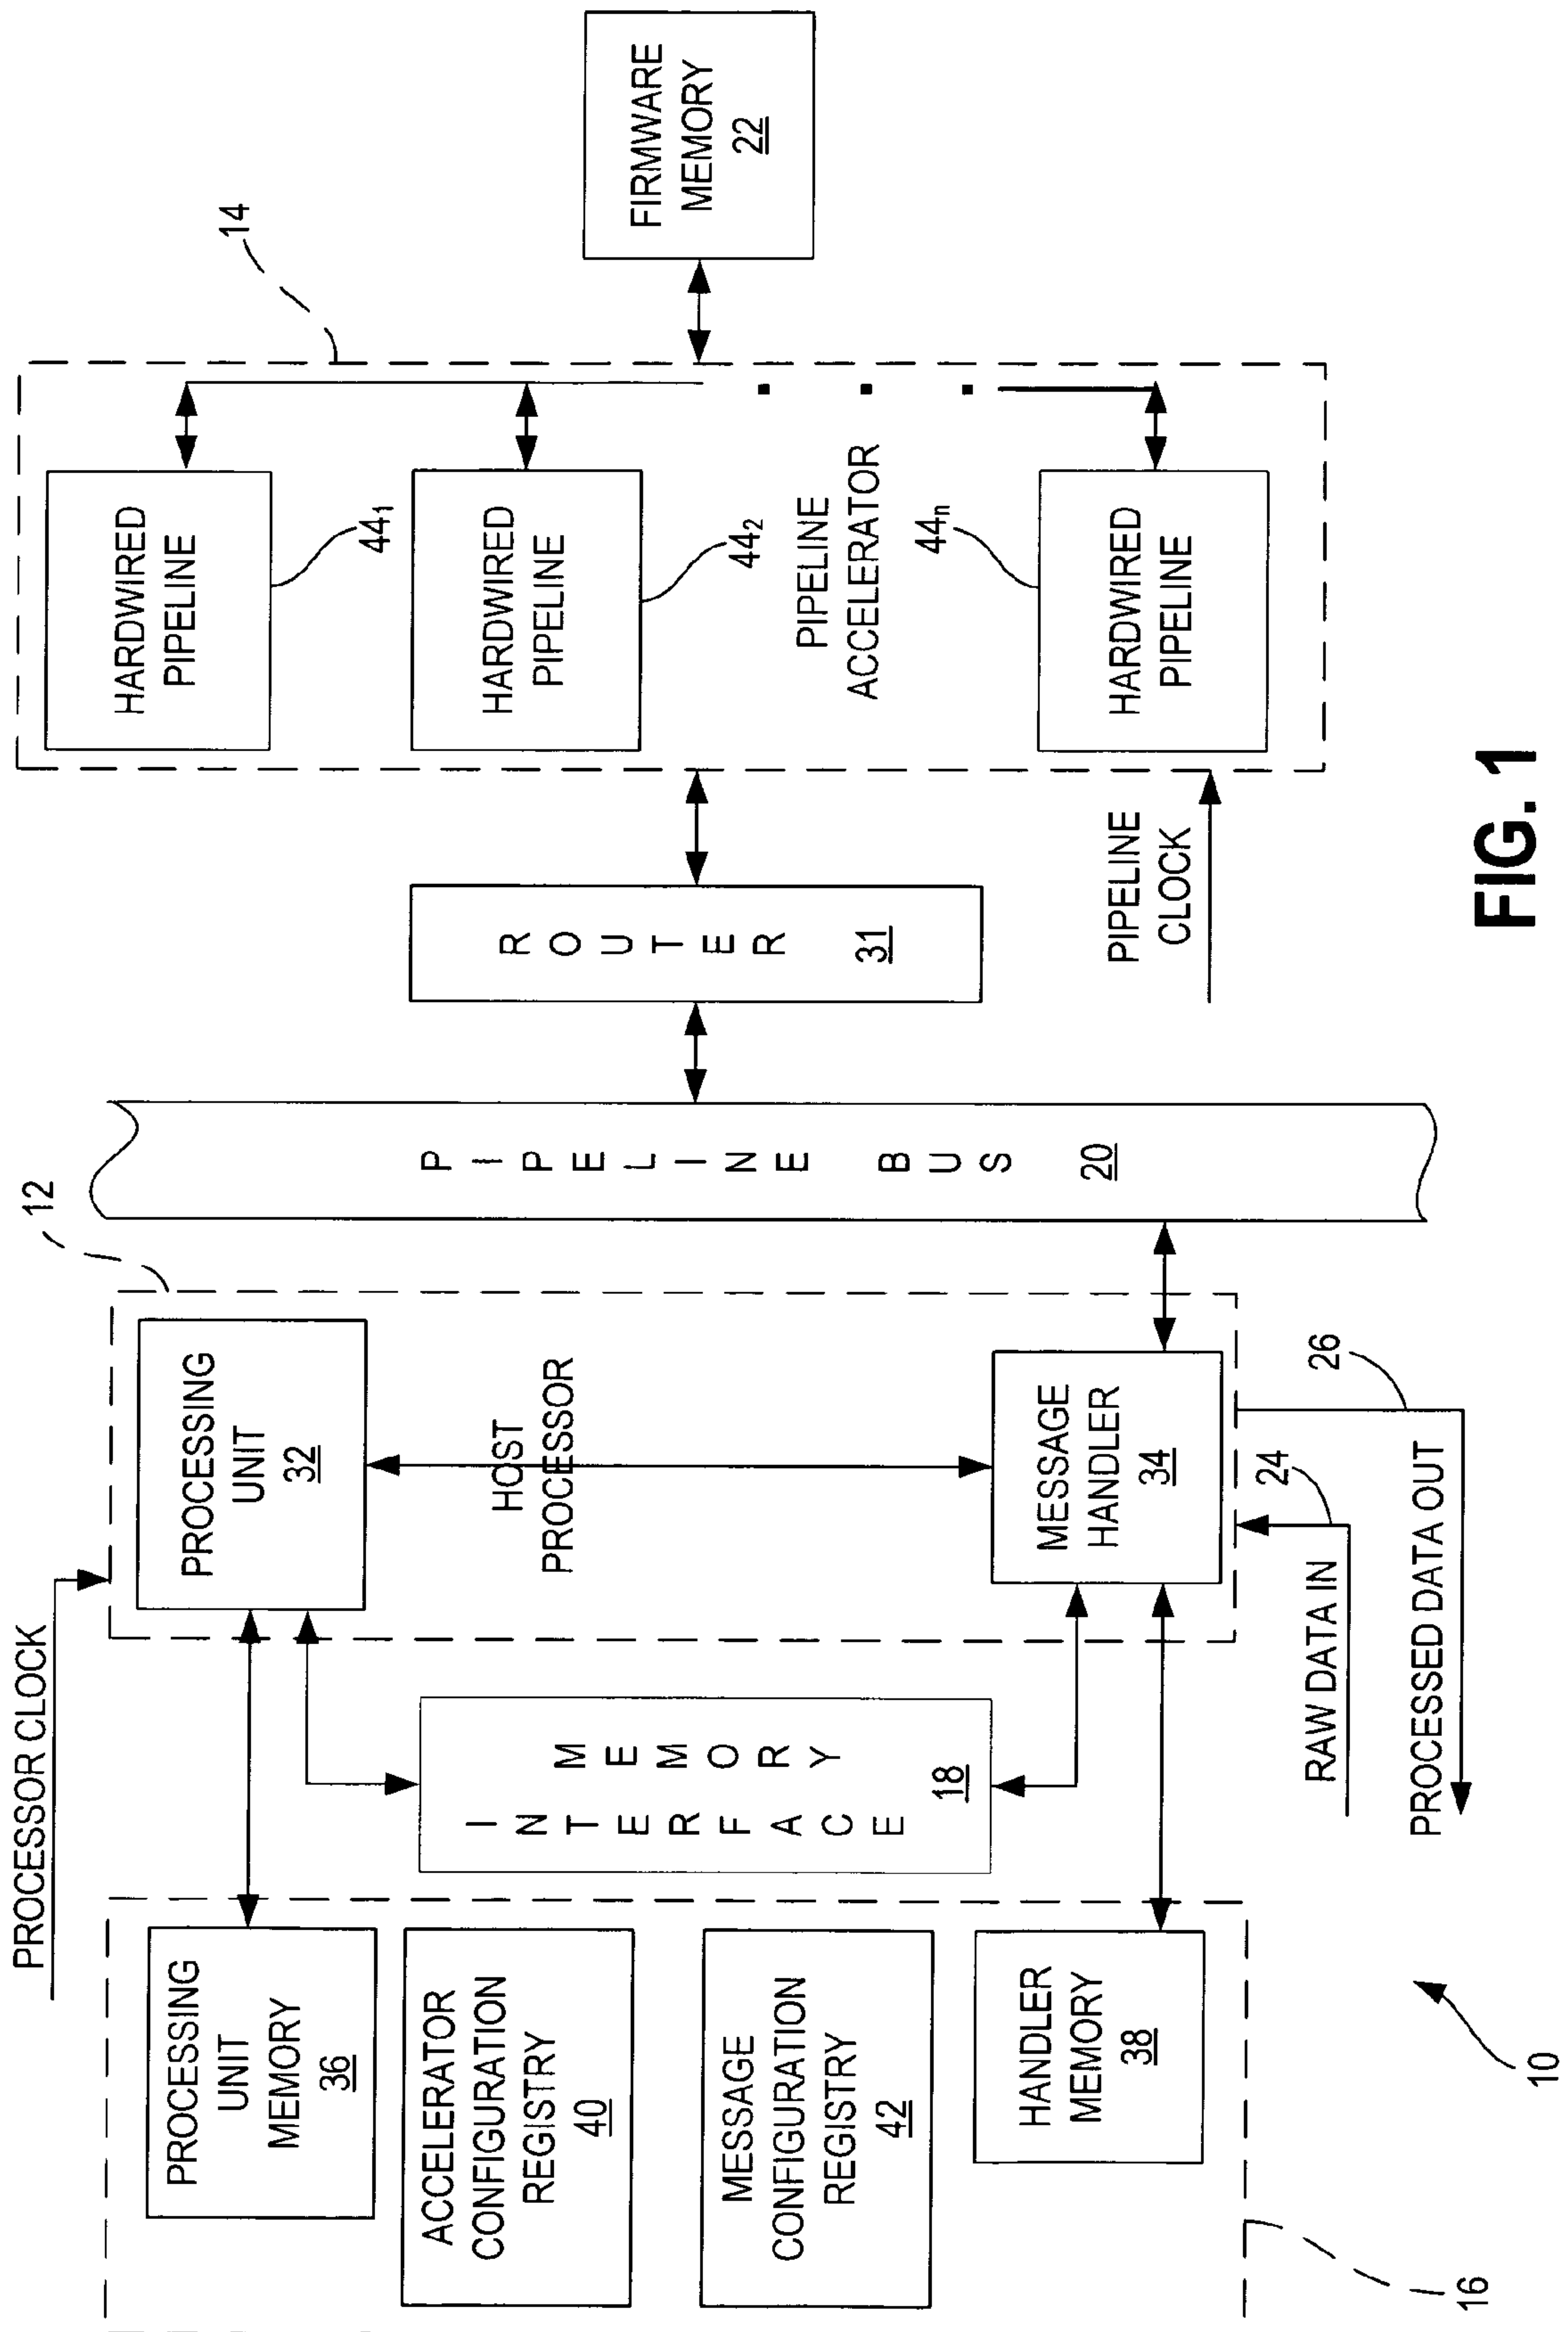 PROCESSOR CLOCK
12
14
PROCESSING
UNIT
MEMORY
36
ACCELERATOR
CONFIGURATION
REGISTRY
40
MESSAGE
CONFIGURATION
REGISTRY
42
HANDLER
MEMORY
38
16
MEMORY
INTERFACE
18
PROCESSING
UNIT
32
HOST
PROCESSOR
MESSAGE
HANDLER
34
RAW DATA IN
24
PROCESSED DATA OUT
26
PIPELINE BUS
20
ROUTER
31
PIPELINE
CLOCK
HARDWIRED
PIPELINE
44₁
HARDWIRED
PIPELINE
44₂
PIPELINE
ACCELERATOR
44ₙ
HARDWIRED
PIPELINE
FIRMWARE
MEMORY
22
10
FIG. 1